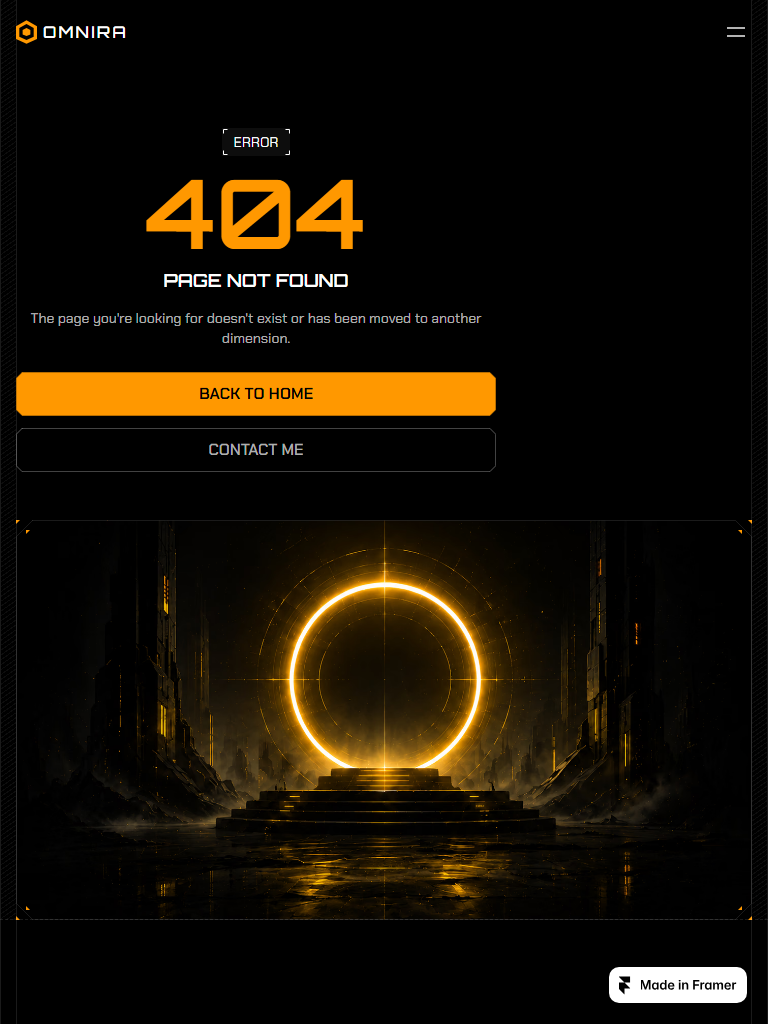 OMNIRA
ERROR
404
PAGE NOT FOUND
The page you're looking for doesn't exist or has been moved to another
dimension.
BACK TO HOME
CONTACT ME
Made in Framer